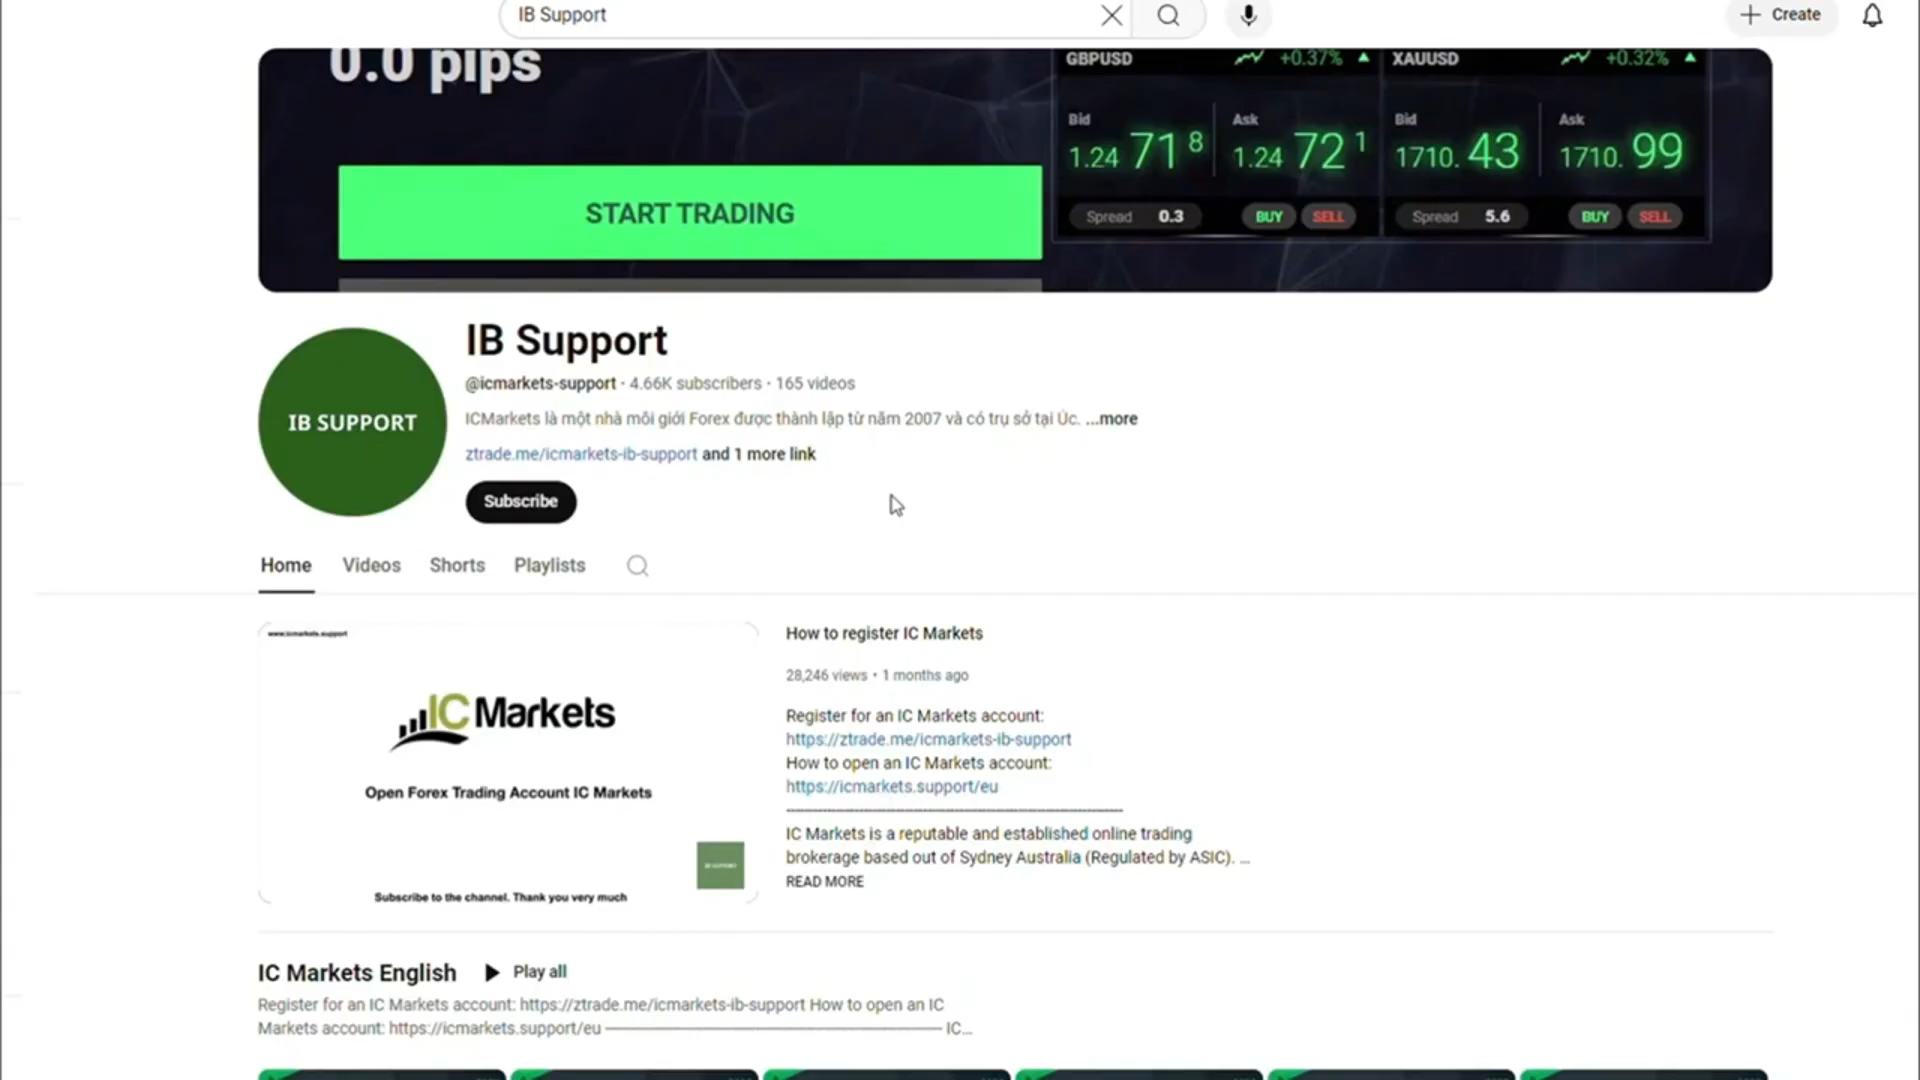 IB Support
Create
0.0 pips
START TRADING
GBPUSD +0.37% XAUUSD +0.32%
Bid Ask Bid Ask
1.24 71 8 1.24 72 1 1710. 43 1710. 99
Spread 0.3 BUY SELL Spread 5.6 BUY SELL
IB SUPPORT
IB Support
@icmarkets-support · 4.66K subscribers · 165 videos
ICMarkets là một nhà môi giới Forex được thành lập từ năm 2007 và có trụ sở tại Úc. ...more
ztrade.me/icmarkets-ib-support and 1 more link
Subscribe
Home Videos Shorts Playlists
www.icmarkets.support
IC Markets
Open Forex Trading Account IC Markets
IB SUPPORT
Subscribe to the channel. Thank you very much
How to register IC Markets
28,246 views • 1 months ago
Register for an IC Markets account:
https://ztrade.me/icmarkets-ib-support
How to open an IC Markets account:
https://icmarkets.support/eu
IC Markets is a reputable and established online trading
brokerage based out of Sydney Australia (Regulated by ASIC). ...
READ MORE
IC Markets English Play all
Register for an IC Markets account: https://ztrade.me/icmarkets-ib-support How to open an IC
Markets account: https://icmarkets.support/eu ---------- IC...